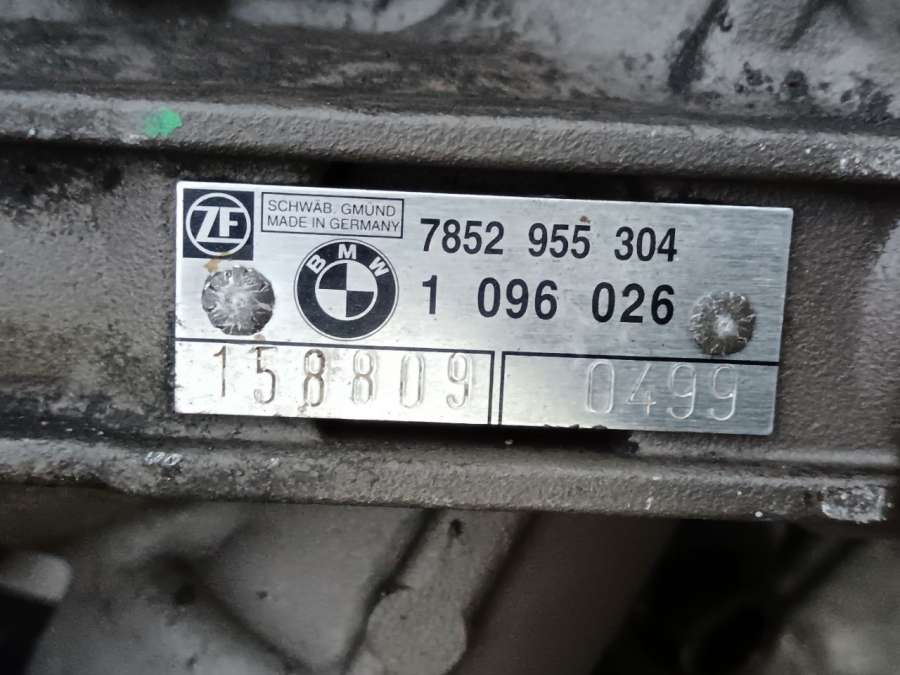 ZF
SCHWÄB. GMÜND
MADE IN GERMANY
7852 955 304
BMW
1 096 026
158809
0499